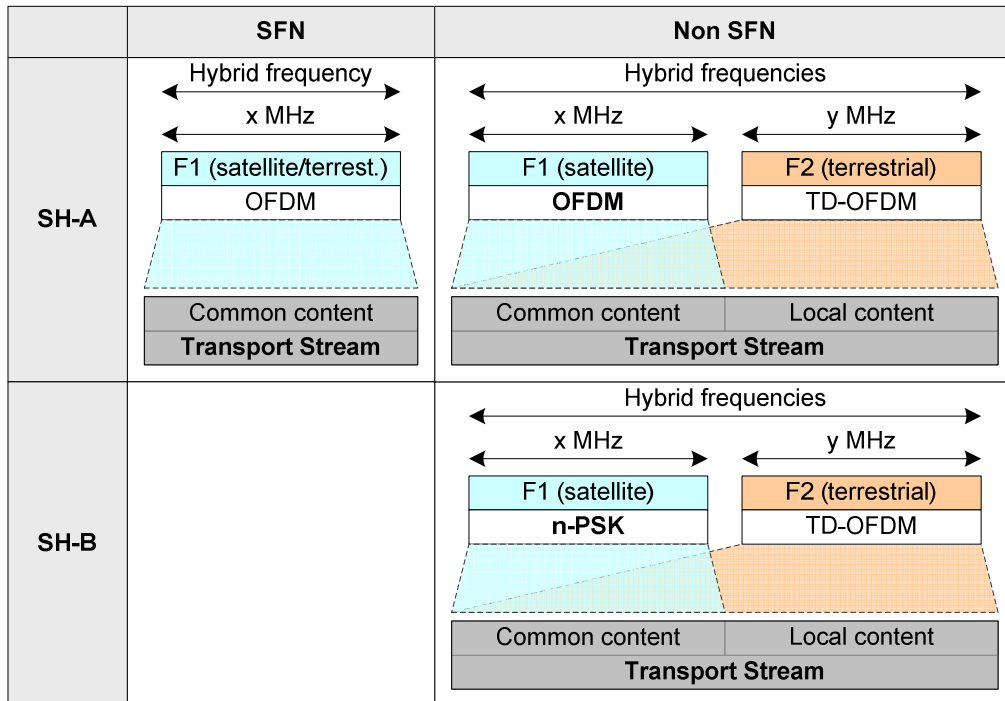 SFN
Non SFN
SH-A
Hybrid frequency
x MHz
F1 (satellite/terrest.)
OFDM
Common content
Transport Stream
Hybrid frequencies
x MHz
y MHz
F1 (satellite)
F2 (terrestrial)
OFDM
TD-OFDM
Common content
Local content
Transport Stream
SH-B
Hybrid frequencies
x MHz
y MHz
F1 (satellite)
F2 (terrestrial)
n-PSK
TD-OFDM
Common content
Local content
Transport Stream